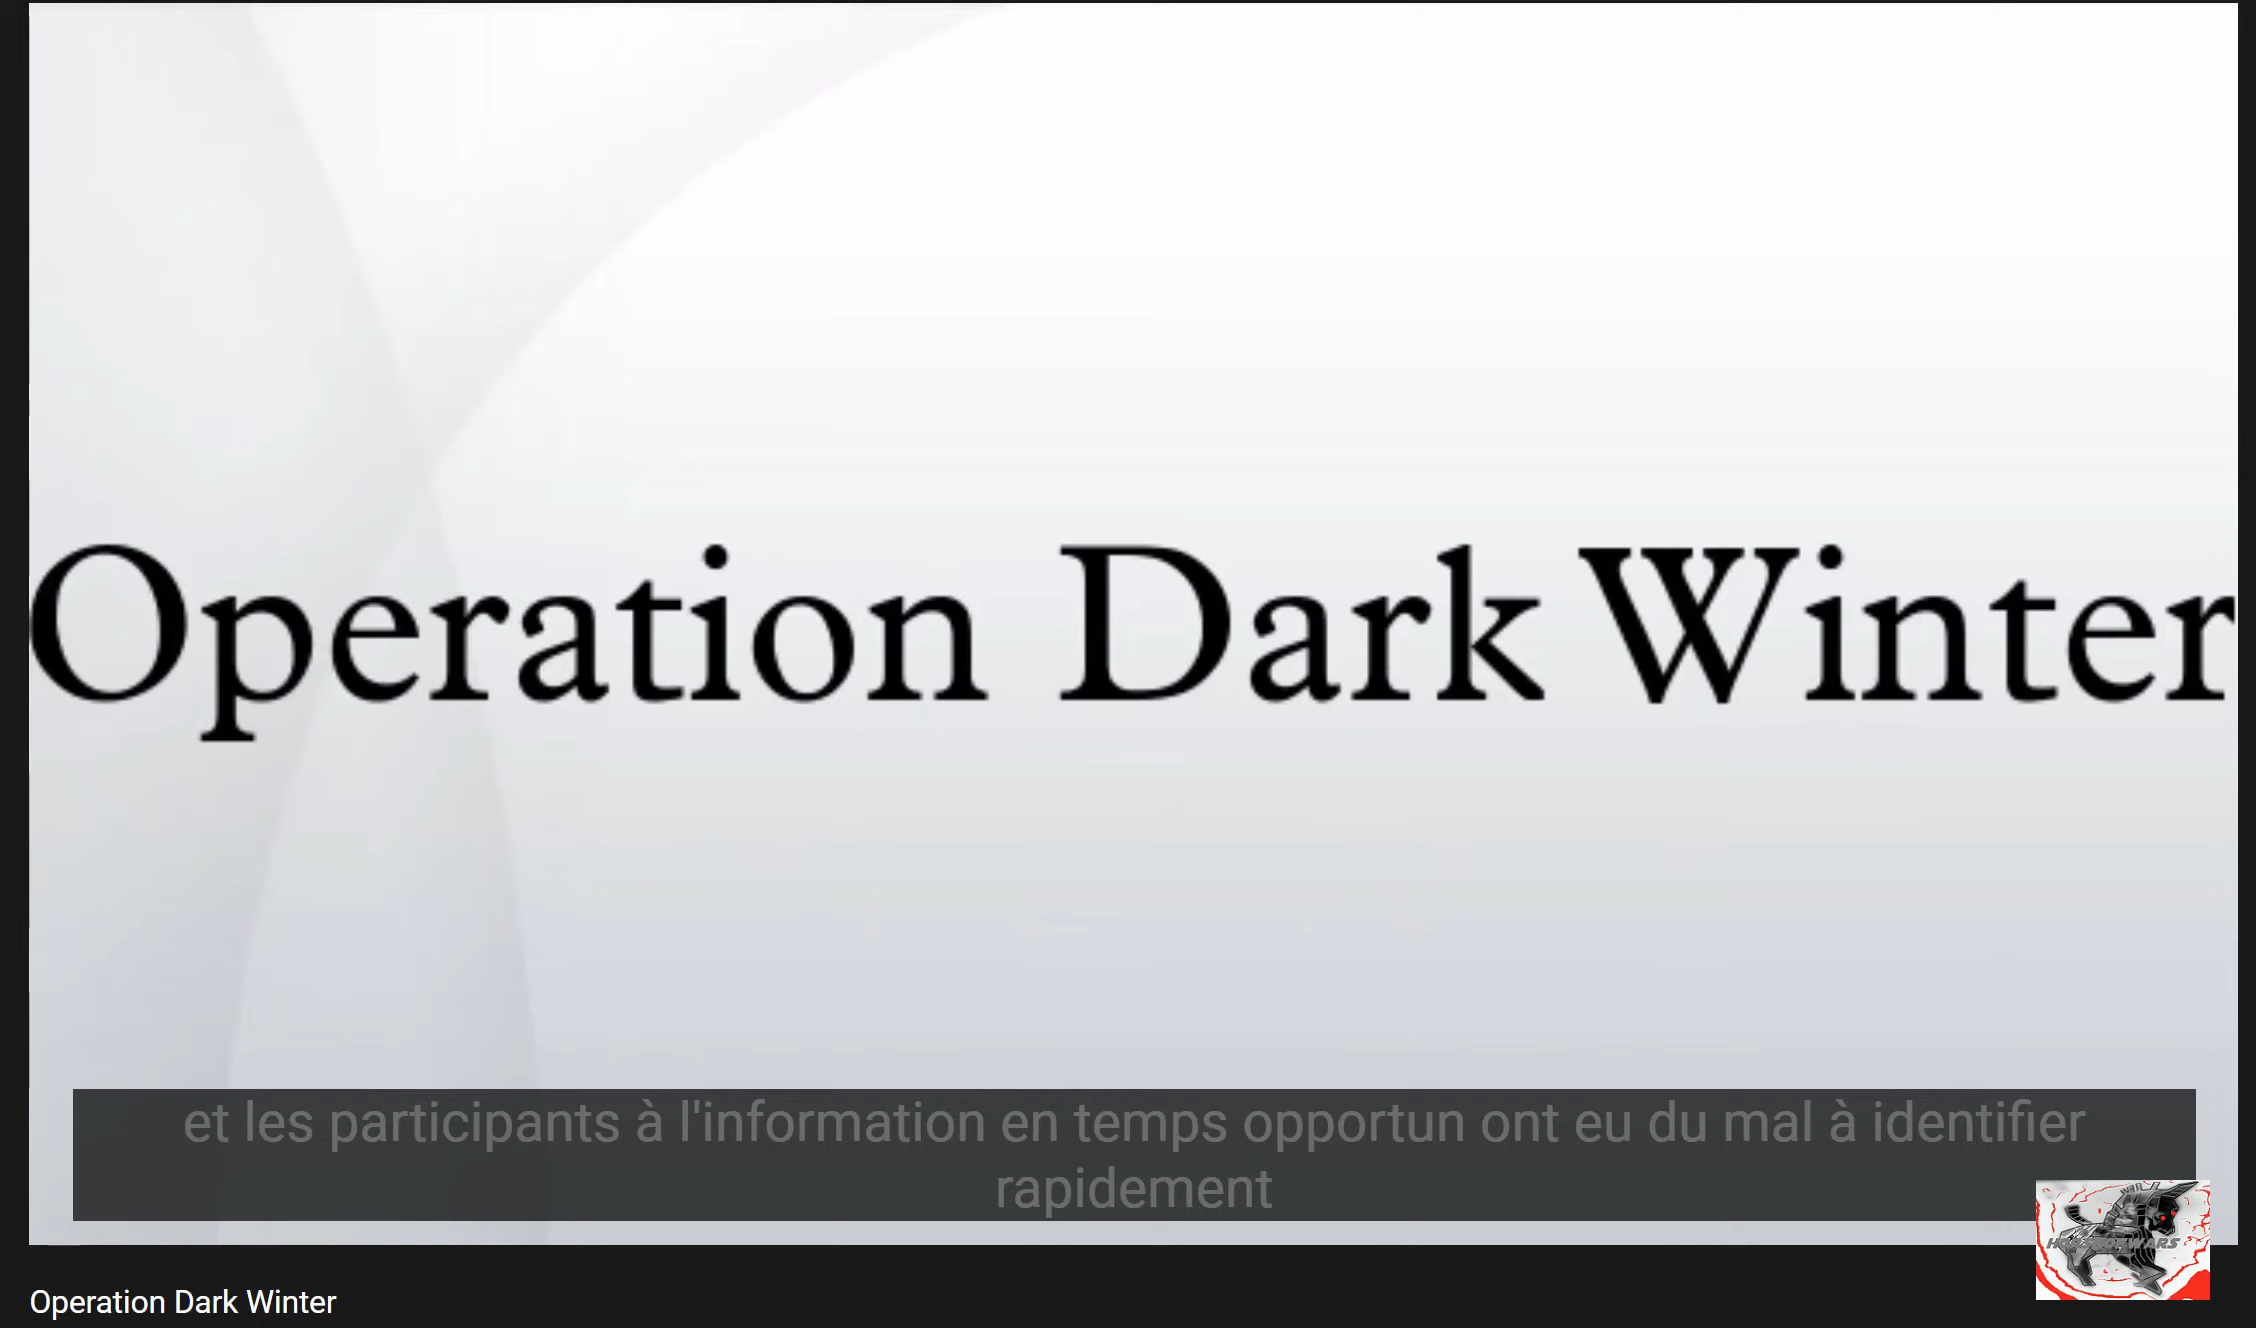 Operation Dark Winter
et les participants à l'information en temps opportun ont eu du mal à identifier
rapidement
Operation Dark Winter